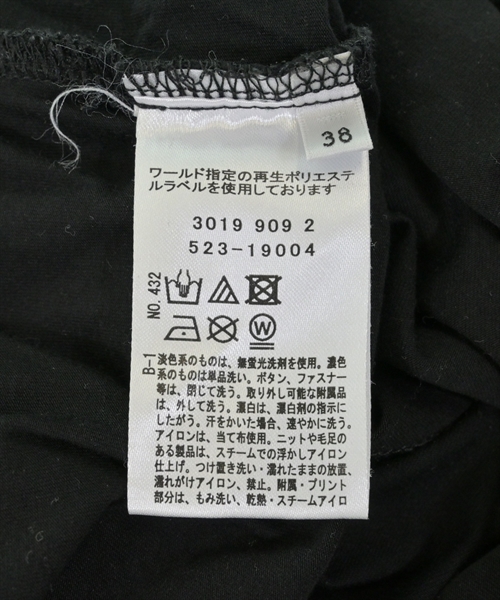 38
ワールド指定の再生ポリエステ
ルラベルを使用しております
3019 909 2
523-19004
NO.432
W
B-1
淡色系のものは、無蛍光洗剤を使用。濃色
系のものは単品洗い。ボタン、ファスナー
等は、閉じて洗う。取り外し可能な附属品
は、外して洗う。漂白は、漂白剤の指示に
したがう。汗をかいた場合、速やかに洗う。
アイロンは、当て布使用。ニットや毛足の
ある製品は、スチームでの浮かしアイロン
仕上げ。つけ置き洗い・濡れたままの放置、
濡れがけアイロン、禁止。附属・プリント
部分は、もみ洗い、乾熱・スチームアイロ